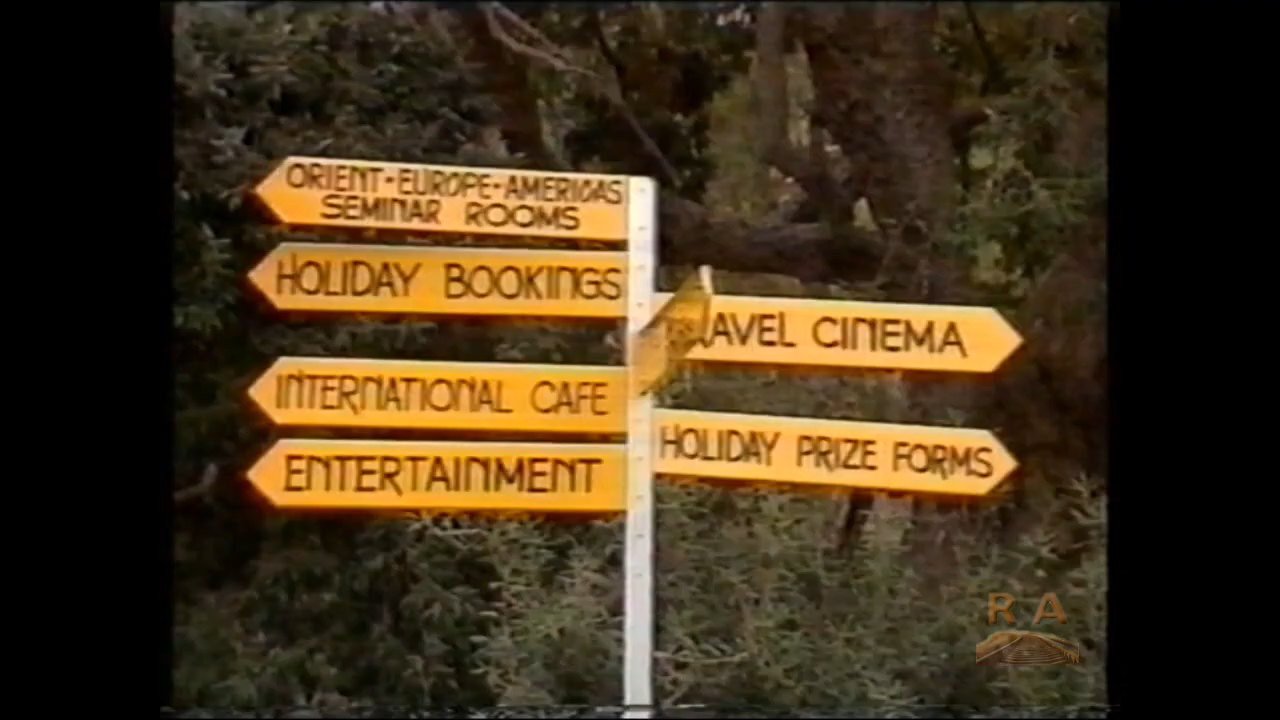 ORIENT-EUROPE-AMERICAS
SEMINAR ROOMS
HOLIDAY BOOKINGS
AVEL CINEMA
INTERNATIONAL CAFE
HOLIDAY PRIZE FORMS
ENTERTAINMENT
RA